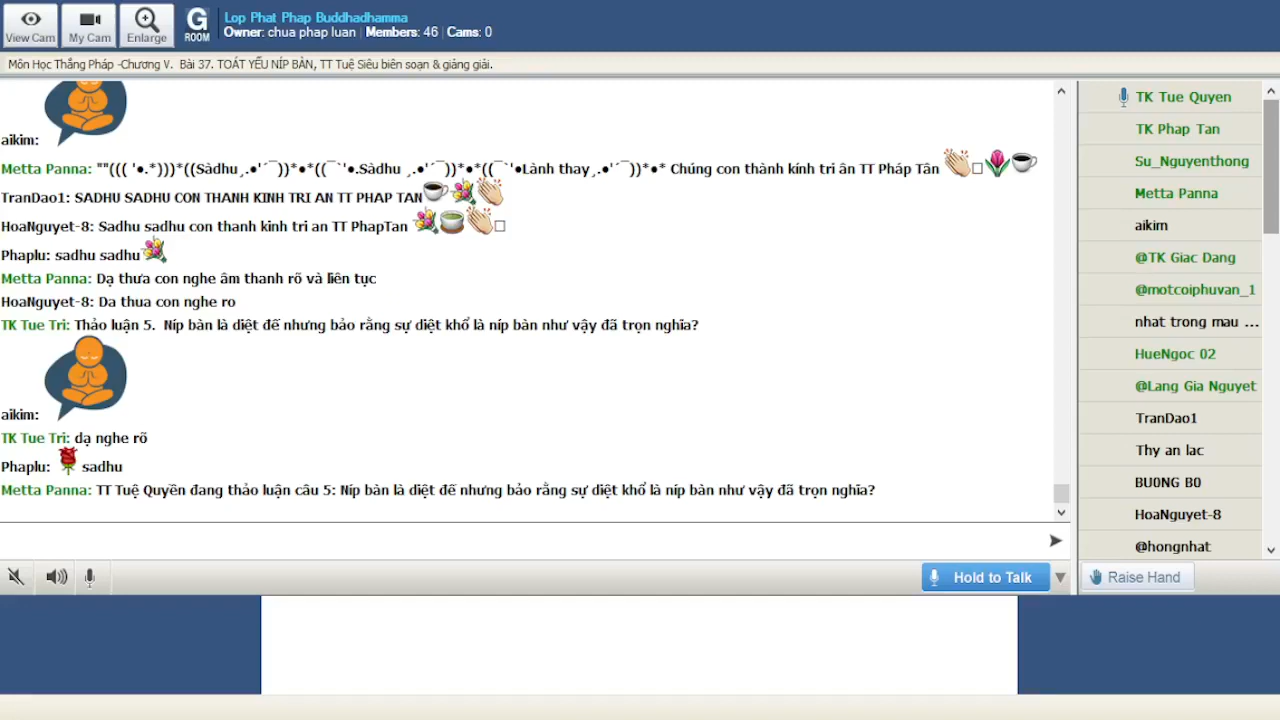 View Cam
My Cam
Enlarge
G
ROOM
Lop Phat Phap Buddhadhamma
Owner: chua phap luan | Members: 46 | Cams: 0
Môn Học Thắng Pháp -Chương V.  Bài 37. TOÁT YẾU NÍP BÀN, TT Tuệ Siêu biên soạn & giảng giải.
aikim:
Metta Panna: ""((( '•.*)))*((Sàdhu¸.•'´¯))*•*((¯`'•.Sàdhu ¸.•'´¯))*•*((¯`'•Lành thay¸.•'´¯))*•* Chúng con thành kính tri ân TT Pháp Tân
TranDao1: SADHU SADHU CON THANH KINH TRI AN TT PHAP TAN
HoaNguyet-8: Sadhu sadhu con thanh kinh tri an TT PhapTan
Phaplu: sadhu sadhu
Metta Panna: Dạ thưa con nghe âm thanh rõ và liên tục
HoaNguyet-8: Da thua con nghe ro
TK Tue Tri: Thảo luận 5.  Níp bàn là diệt đế nhưng bảo rằng sự diệt khổ là níp bàn như vậy đã trọn nghĩa?
aikim:
TK Tue Tri: dạ nghe rõ
Phaplu: sadhu
Metta Panna: TT Tuệ Quyền đang thảo luận câu 5: Níp bàn là diệt đế nhưng bảo rằng sự diệt khổ là níp bàn như vậy đã trọn nghĩa?
Hold to Talk
TK Tue Quyen
TK Phap Tan
Su_Nguyenthong
Metta Panna
aikim
@TK Giac Dang
@motcoiphuvan_1
nhat trong mau ...
HueNgoc 02
@Lang Gia Nguyet
TranDao1
Thy an lac
BU0NG B0
HoaNguyet-8
@hongnhat
Raise Hand